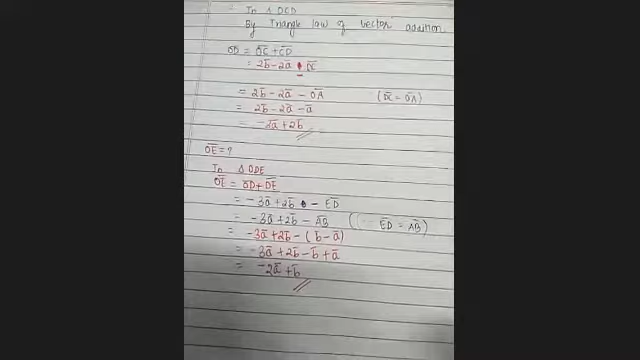 In Δ OCD
By Triangle law of vector addition
OD̅ = OC̅ + CD̅
= 2b̅ - 2a̅ - DC̅
= 2b̅ - 2a̅ - OA̅ (DC̅ = OA̅)
= 2b̅ - 2a̅ - a̅
= -2a̅ + 2b̅
OE̅ = ?
In Δ ODE
OE̅ = OD̅ + DE̅
= -3a̅ + 2b̅ - ED̅
= -3a̅ + 2b̅ - AB̅ (∵ ED̅ = AB̅)
= -3a̅ + 2b̅ - (b̅ - a̅)
= -3a̅ + 2b̅ - b̅ + a̅
= -2a̅ + b̅